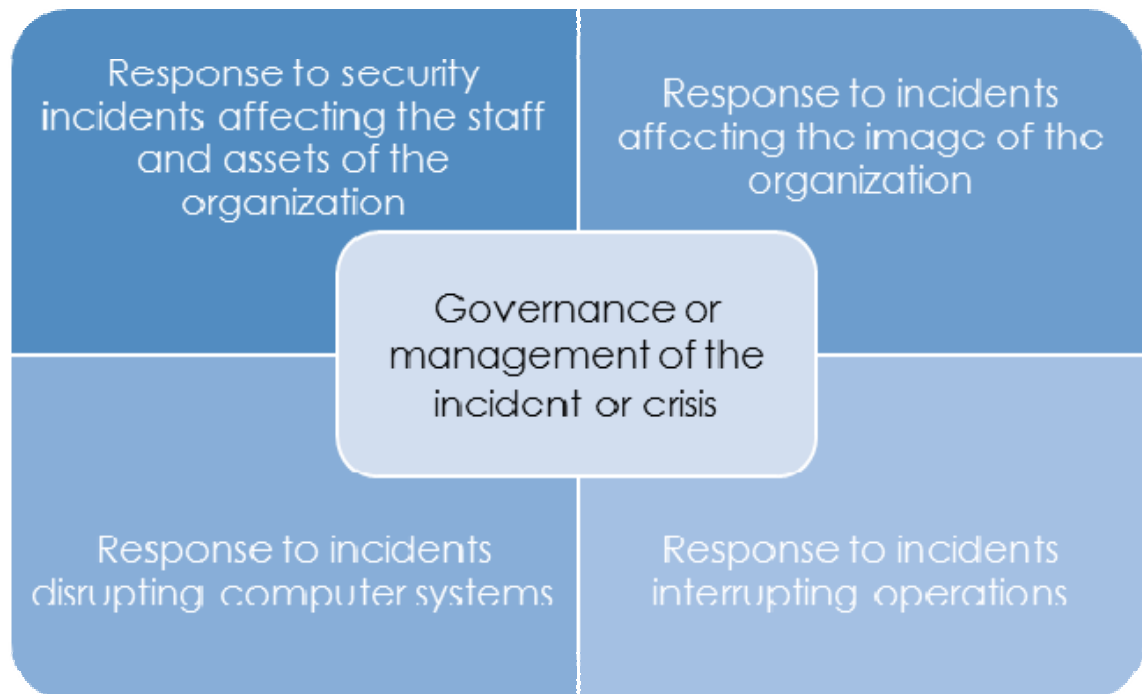 Response to security
incidents affecting the staff
and assets of the
organization
Response to incidents
affecting the image of the
organization
Governance or
management of the
incident or crisis
Response to incidents
disrupting computer systems
Response to incidents
interrupting operations